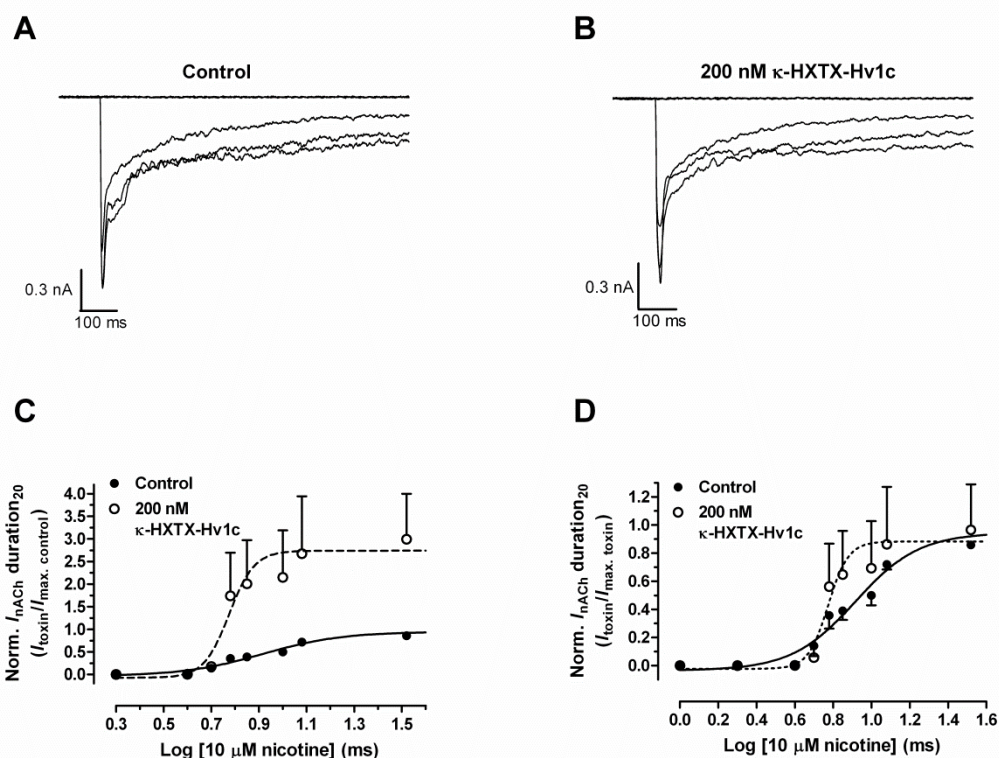 A
Control
0.3 nA
100 ms
B
200 nM κ-HXTX-Hv1c
0.3 nA
100 ms
C
Control
200 nM
κ-HXTX-Hv1c
Norm. InACh duration20
(Itoxin/Imax. control)
4.0
3.5
3.0
2.5
2.0
1.5
1.0
0.5
0.0
0.3 0.5 0.7 0.9 1.1 1.3 1.5
Log [10 μM nicotine] (ms)
D
Control
200 nM
κ-HXTX-Hv1c
Norm. InACh duration20
(Itoxin/Imax. toxin)
1.2
1.0
0.8
0.6
0.4
0.2
0.0
0.0 0.2 0.4 0.6 0.8 1.0 1.2 1.4 1.6
Log [10 μM nicotine] (ms)